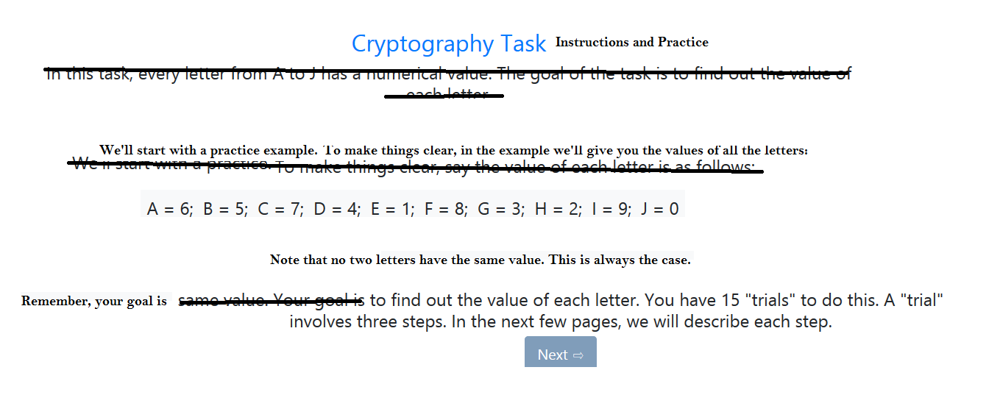 Cryptography Task Instructions and Practice
In this task, every letter from A to J has a numerical value. The goal of the task is to find out the value of
each letter.
We'll start with a practice example. To make things clear, in the example we'll give you the values of all the letters:
We'll start with a practice. To make things clear, say the value of each letter is as follows:
A = 6; B = 5; C = 7; D = 4; E = 1; F = 8; G = 3; H = 2; I = 9; J = 0
Note that no two letters have the same value. This is always the case.
Remember, your goal is same value. Your goal is to find out the value of each letter. You have 15 "trials" to do this. A "trial"
involves three steps. In the next few pages, we will describe each step.
Next ⇨